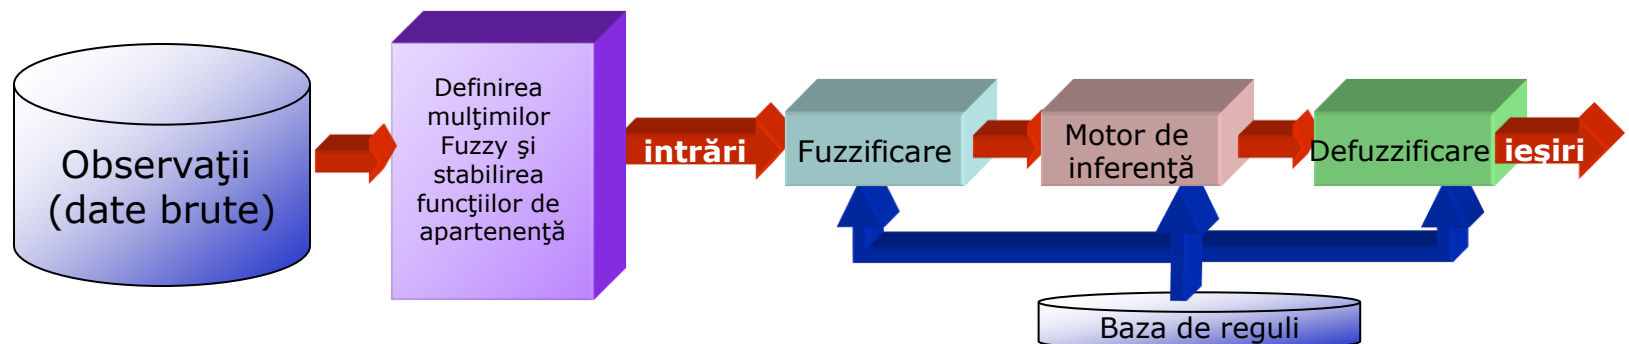 Observaţii
(date brute)
Definirea
mulţimilor
Fuzzy şi
stabilirea
funcţiilor de
apartenenţă
intrări
Fuzzificare
Motor de
inferenţă
Defuzzificare
ieşiri
Baza de reguli